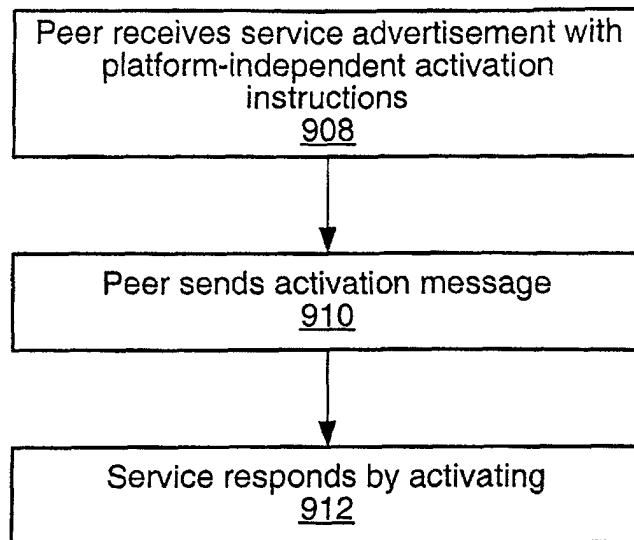 Peer receives service advertisement with
platform-independent activation
instructions
908
Peer sends activation message
910
Service responds by activating
912